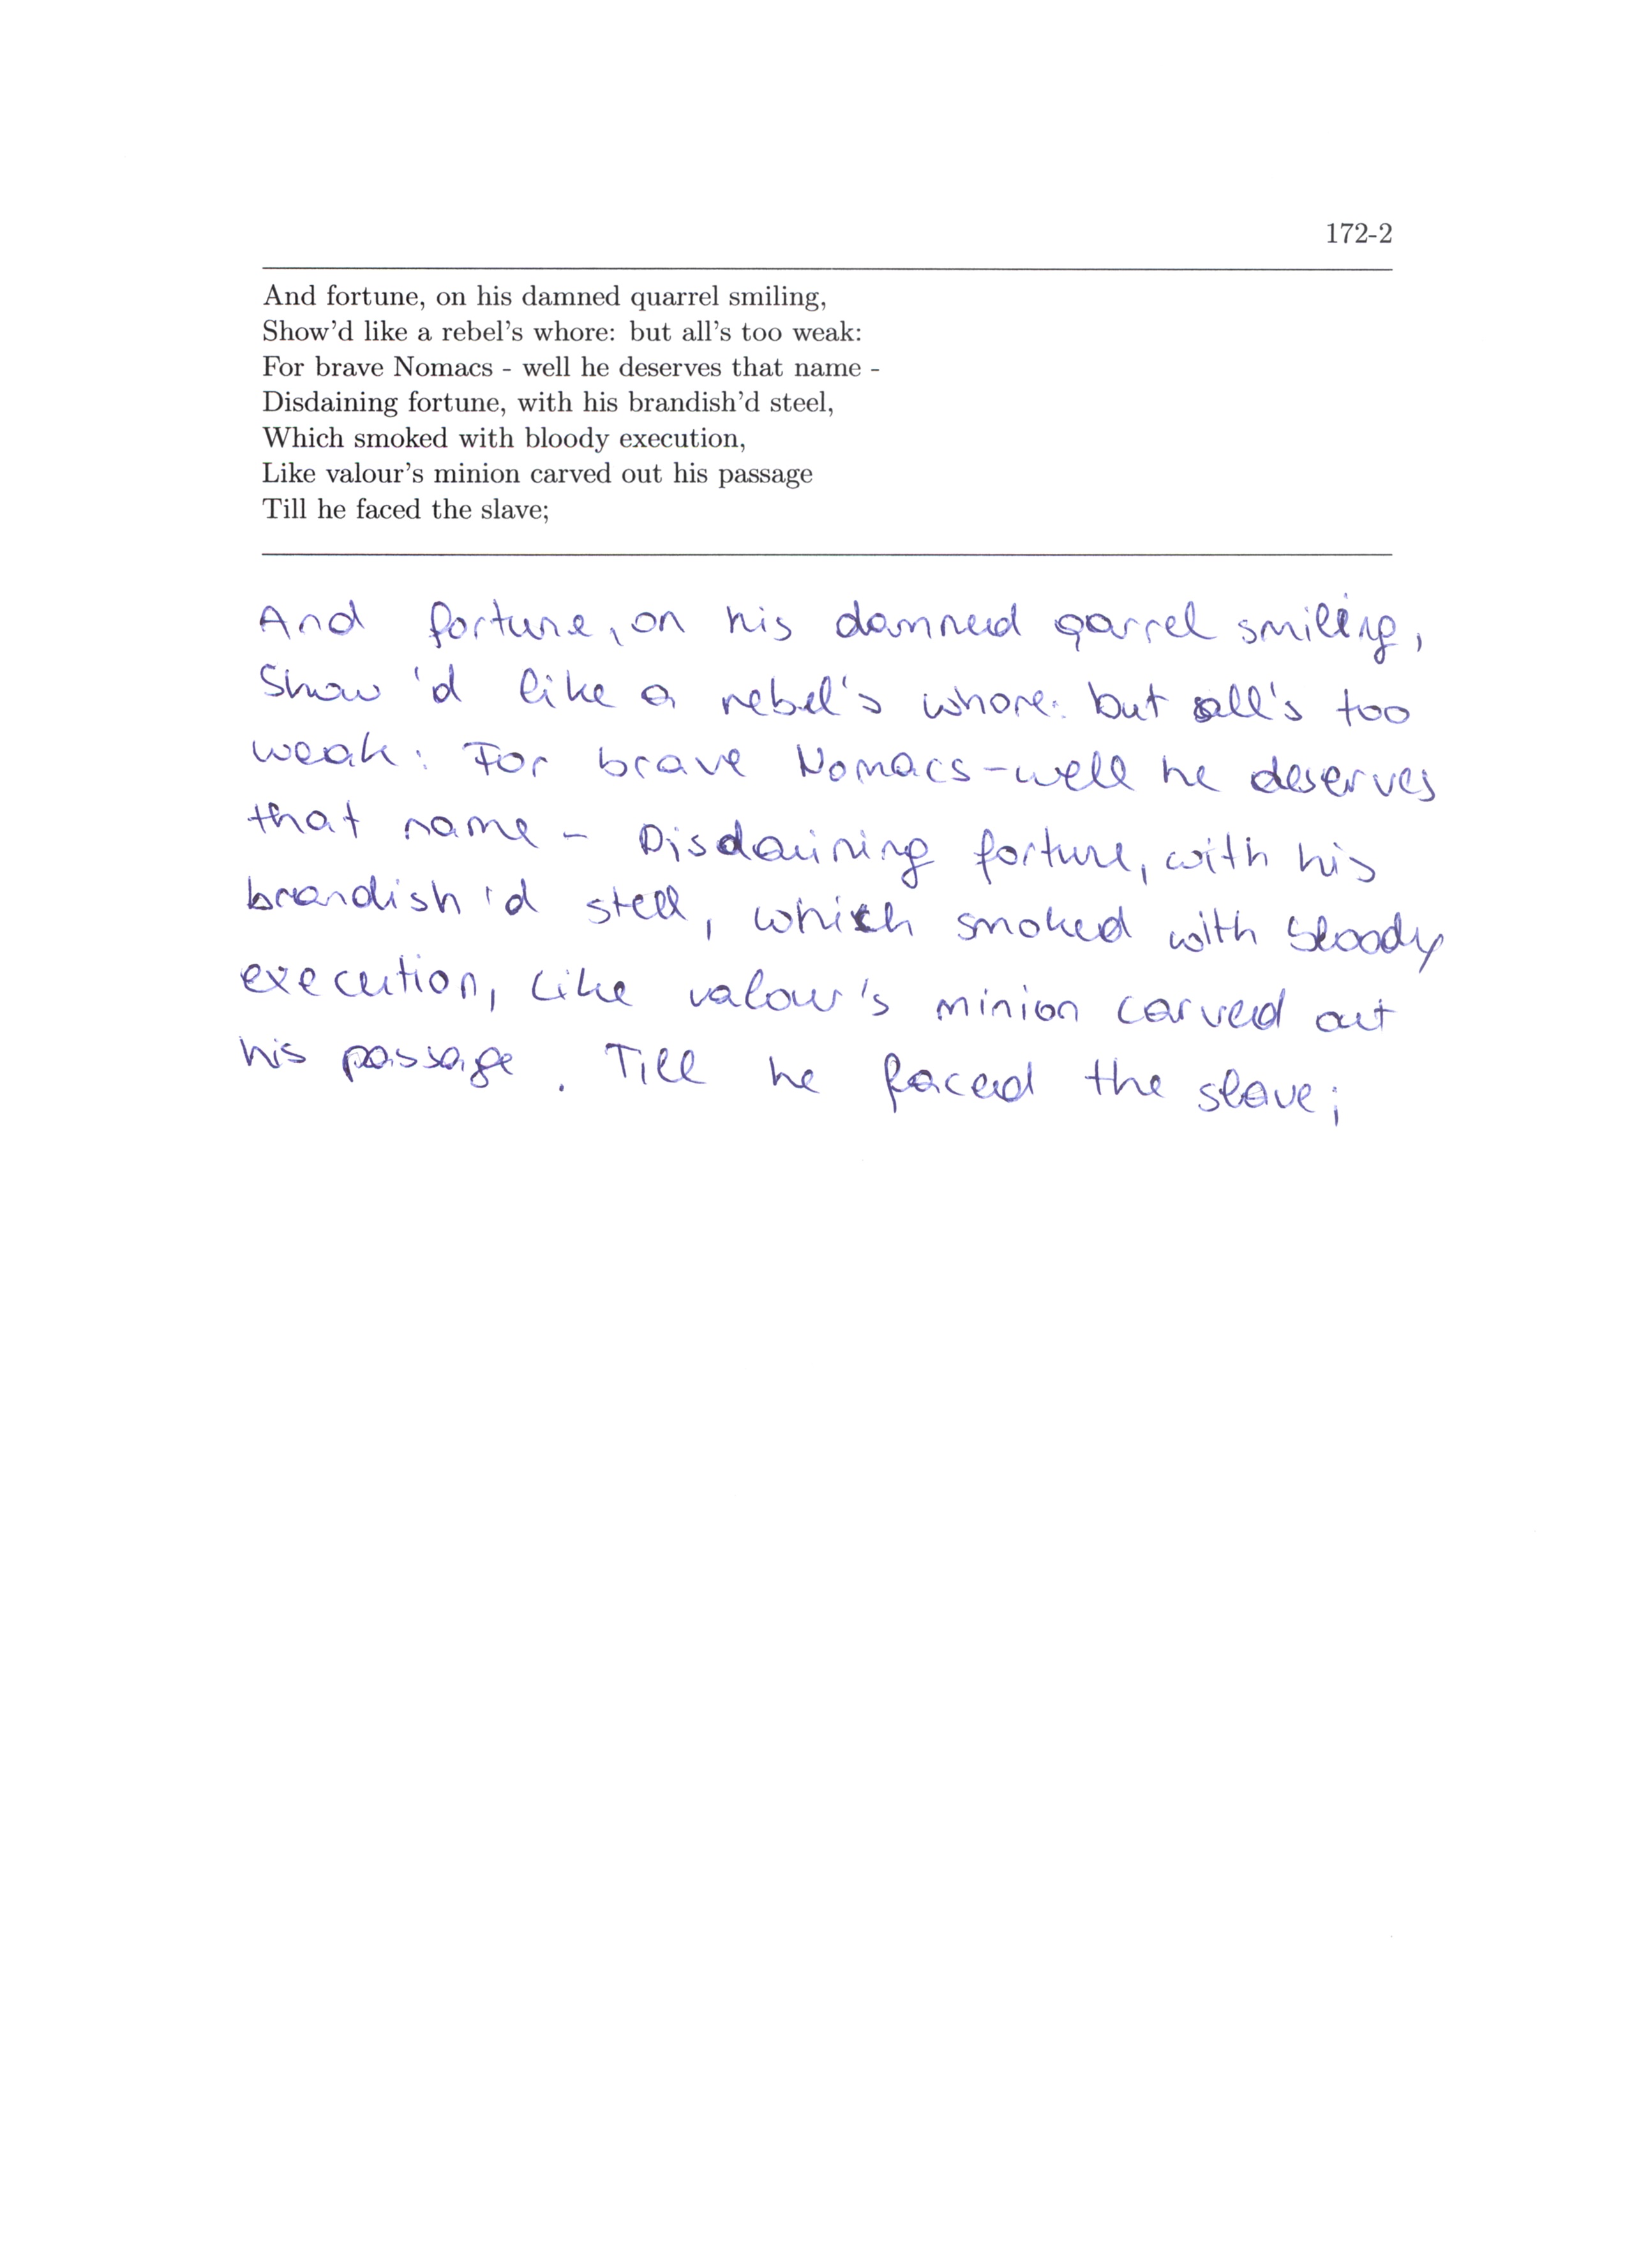 172-2
And fortune, on his damned quarrel smiling,
Show'd like a rebel's whore: but all's too weak:
For brave Nomacs - well he deserves that name -
Disdaining fortune, with his brandish'd steel,
Which smoked with bloody execution,
Like valour's minion carved out his passage
Till he faced the slave;
And fortune, on his damned qarrel smiling,
Show 'd like a rebel's whore: but all's too
weak: For brave Nomacs - well he deserves
that name - Disdaining fortune, with his
brandish 'd steel, which smoked with bloody
execution, Like valour's minion carved out
his passage. Till he faced the slave;